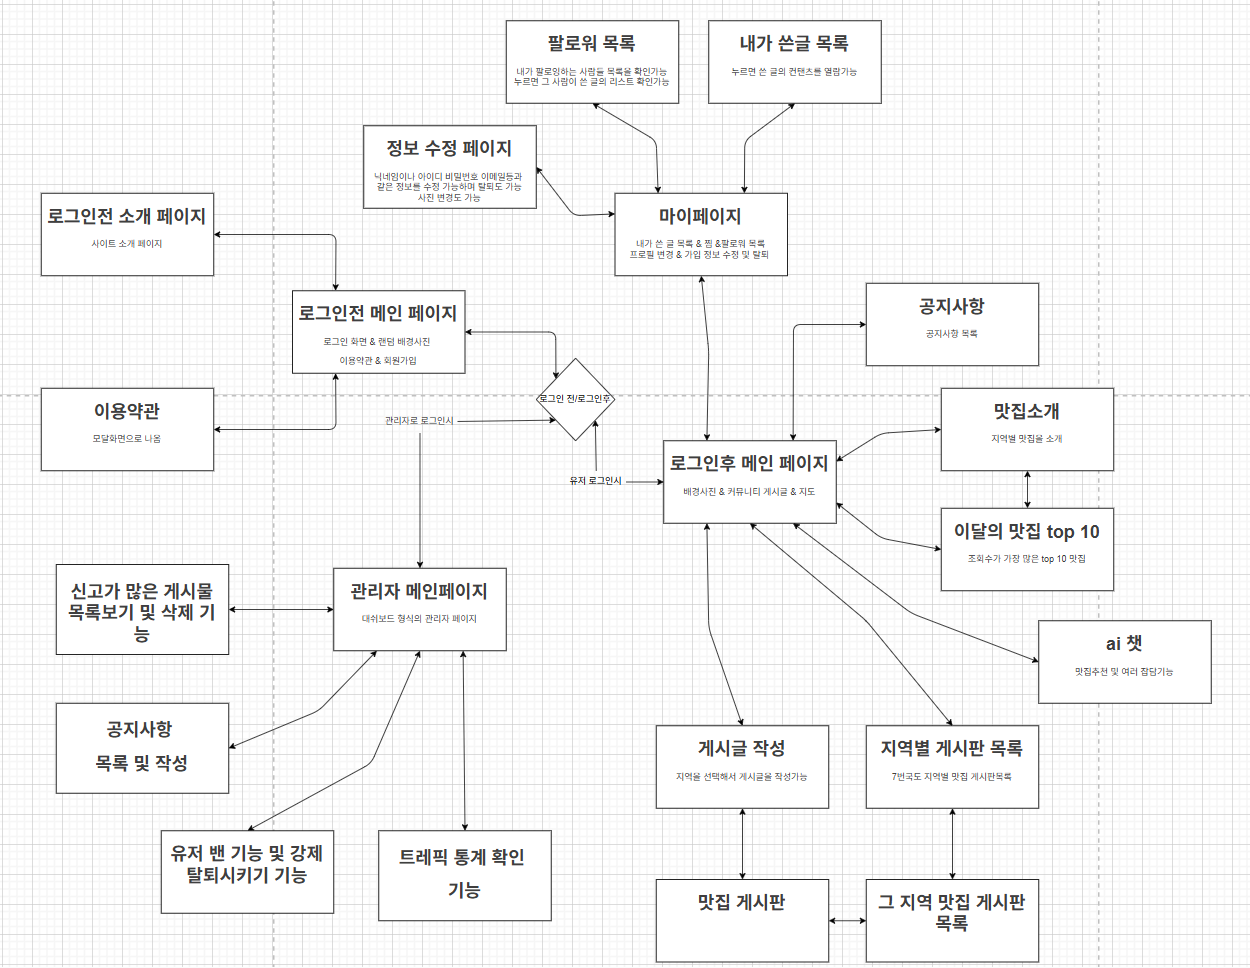 팔로워 목록
내가 팔로잉하는 사람들 목록을 확인가능
누르면 그 사람이 쓴 글의 리스트 확인가능
내가 쓴글 목록
누르면 쓴 글의 컨텐츠를 열람가능
정보 수정 페이지
닉네임이나 아이디 비밀번호 이메일등과
같은 정보를 수정 가능하며 탈퇴도 가능
사진 변경도 가능
로그인전 소개 페이지
사이트 소개 페이지
마이페이지
내가 쓴 글 목록 & 찜 &팔로워 목록
프로필 변경 & 가입 정보 수정 및 탈퇴
로그인전 메인 페이지
로그인 화면 & 랜덤 배경사진
이용약관 & 회원가입
공지사항
공지사항 목록
이용약관
모달화면으로 나옴
로그인 전/로그인후
관리자로 로그인시
유저 로그인시
맛집소개
지역별 맛집을 소개
로그인후 메인 페이지
배경사진 & 커뮤니티 게시글 & 지도
이달의 맛집 top 10
조회수가 가장 많은 top 10 맛집
신고가 많은 게시물
목록보기 및 삭제 기
능
관리자 메인페이지
대쉬보드 형식의 관리자 페이지
ai 챗
맛집추천 및 여러 잡담가능
공지사항
목록 및 작성
게시글 작성
지역을 선택해서 게시글을 작성가능
지역별 게시판 목록
7번국도 지역별 맛집 게시판목록
유저 밴 기능 및 강제
탈퇴시키기 기능
트레픽 통계 확인
기능
맛집 게시판
그 지역 맛집 게시판
목록